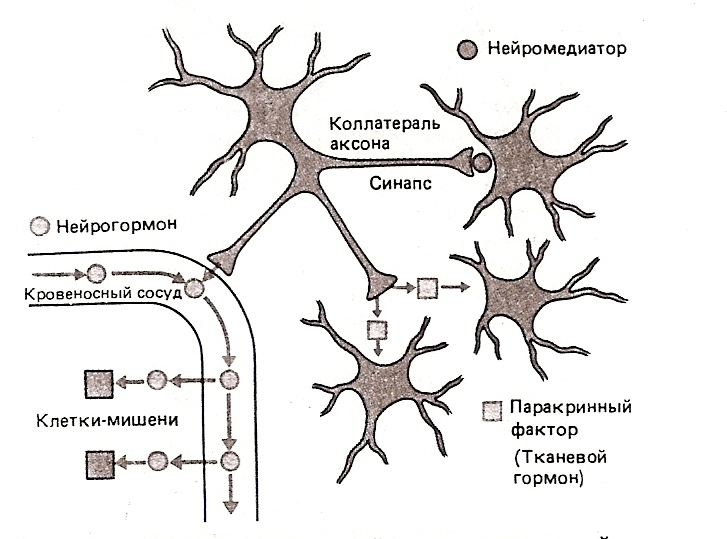 Нейромедиатор
Коллатераль
аксона
Синапс
Нейрогормон
Кровеносный сосуд
Клетки-мишени
Паракринный
фактор
(Тканевой
гормон)